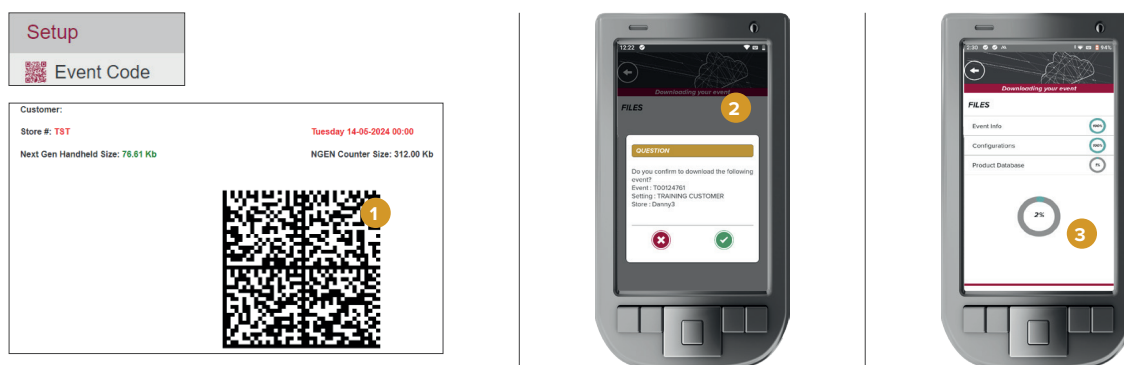 Setup
Event Code
Customer:
Store #: TST
Tuesday 14-05-2024 00:00
Next Gen Handheld Size: 76.61 Kb
NGEN Counter Size: 312.00 Kb
1
12:22
Downloading your event
2
FILES
QUESTION
Do you confirm to download the following
event?
Event : T00124761
Setting : TRAINING CUSTOMER
Store : Danny3
2:30
94%
Downloading your event
FILES
Event Info
100%
Configurations
100%
Product Database
2%
3